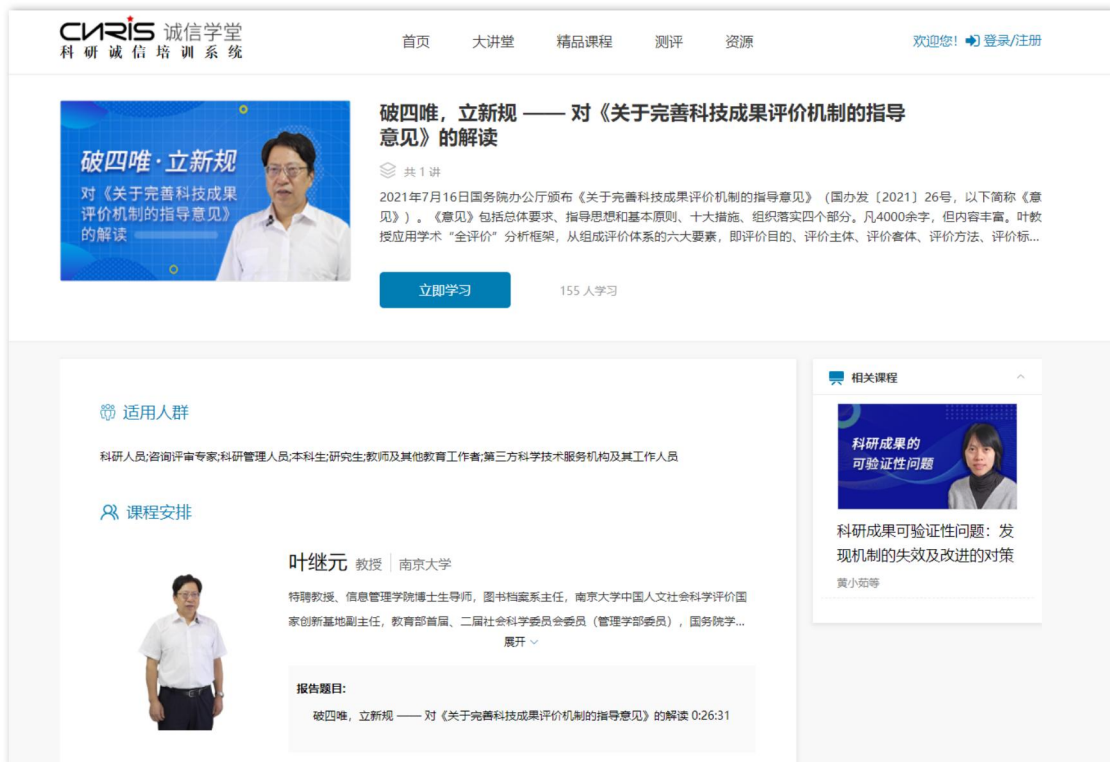 CNRIS 诚信学堂
科研诚信培训系统
首页 大讲堂 精品课程 测评 资源 欢迎您! 登录/注册
破四唯·立新规
对《关于完善科技成果
评价机制的指导意见》
的解读
破四唯，立新规 —— 对《关于完善科技成果评价机制的指导
意见》的解读
共 1 讲
2021年7月16日国务院办公厅颁布《关于完善科技成果评价机制的指导意见》（国办发〔2021〕26号，以下简称《意
见》）。《意见》包括总体要求、指导思想和基本原则、十大措施、组织落实四个部分。凡4000余字，但内容丰富。叶教
授应用学术“全评价”分析框架，从组成评价体系的六大要素，即评价目的、评价主体、评价客体、评价方法、评价标...
立即学习 155 人学习
适用人群
科研人员;咨询评审专家;科研管理人员;本科生;研究生;教师及其他教育工作者;第三方科学技术服务机构及其工作人员
课程安排
叶继元 教授 南京大学
特聘教授、信息管理学院博士生导师，图书档案系主任，南京大学中国人文社会科学评价国
家创新基地副主任，教育部首届、二届社会科学委员会委员（管理学部委员），国务院学...
展开
报告题目:
破四唯，立新规 —— 对《关于完善科技成果评价机制的指导意见》的解读 0:26:31
相关课程
科研成果的
可验证性问题
科研成果可验证性问题：发
现机制的失效及改进的对策
黄小茹等